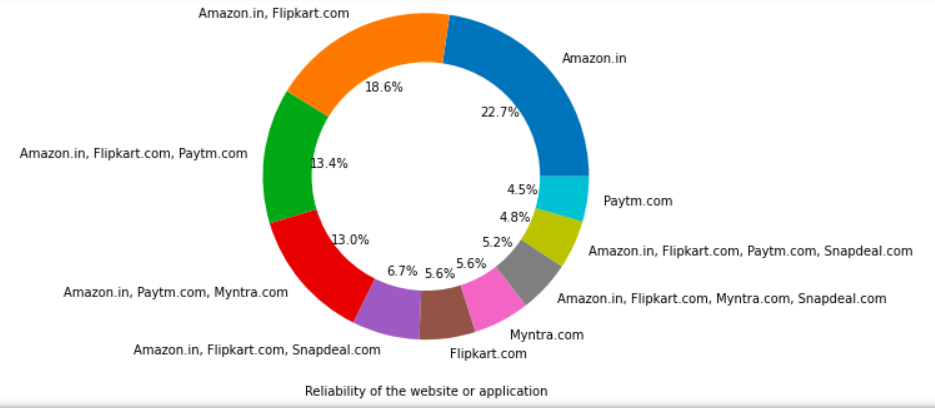 Amazon.in, Flipkart.com
Amazon.in
18.6%
22.7%
Amazon.in, Flipkart.com, Paytm.com
13.4%
4.5%
Paytm.com
4.8%
13.0%
5.2%
Amazon.in, Flipkart.com, Paytm.com, Snapdeal.com
6.7%
5.6%
5.6%
Amazon.in, Paytm.com, Myntra.com
Amazon.in, Flipkart.com, Myntra.com, Snapdeal.com
Myntra.com
Amazon.in, Flipkart.com, Snapdeal.com
Flipkart.com
Reliability of the website or application